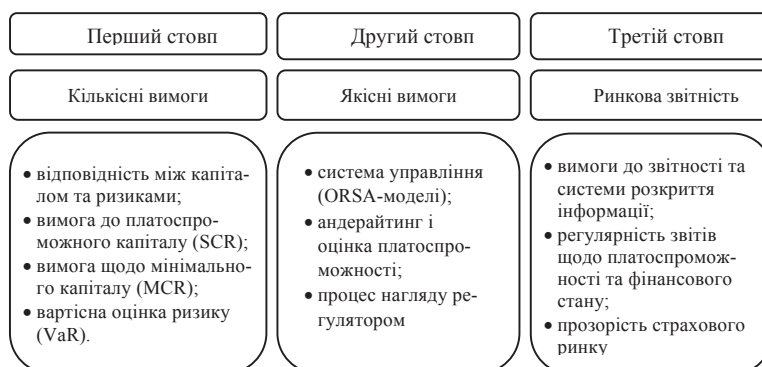 Перший стовп
Другий стовп
Третій стовп
Кількісні вимоги
Якісні вимоги
Ринкова звітність
• відповідність між капіта-
лом та ризиками;
• вимога до платоспро-
можного капіталу (SCR);
• вимога щодо мінімально-
го капіталу (MCR);
• вартісна оцінка ризику
(VaR).
• система управління
(ORSA-моделі);
• андерайтинг і
оцінка платоспро-
можності;
• процес нагляду ре-
гулятором
• вимоги до звітності та
системи розкриття
інформації;
• регулярність звітів
щодо платоспромож-
ності та фінансового
стану;
• прозорість страхового
ринку